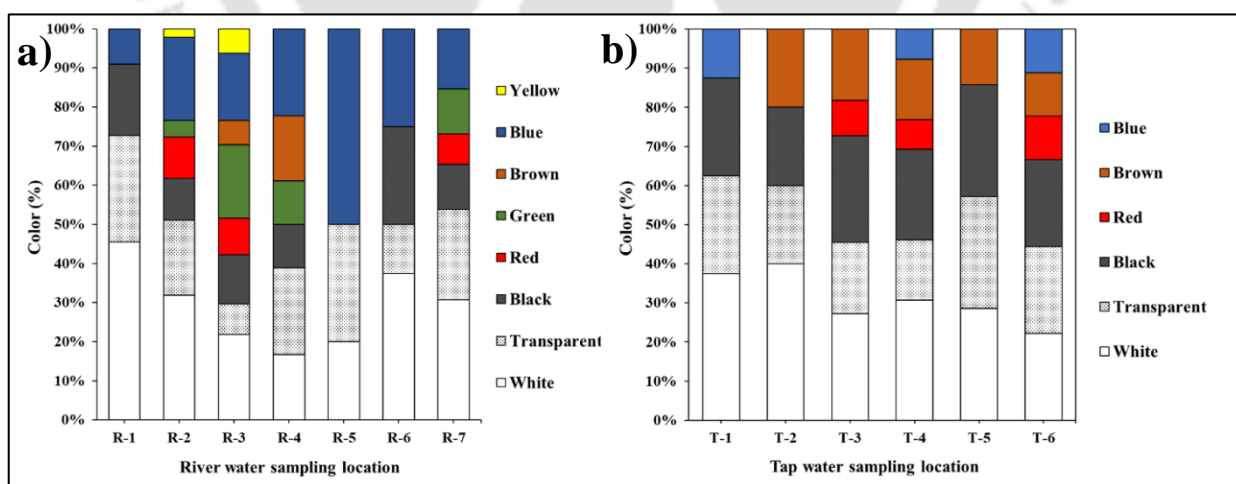 a)
Color (%)
100%
90%
80%
70%
60%
50%
40%
30%
20%
10%
0%
R-1 R-2 R-3 R-4 R-5 R-6 R-7
River water sampling location
Yellow
Blue
Brown
Green
Red
Black
Transparent
White
b)
Color (%)
100%
90%
80%
70%
60%
50%
40%
30%
20%
10%
0%
T-1 T-2 T-3 T-4 T-5 T-6
Tap water sampling location
Blue
Brown
Red
Black
Transparent
White